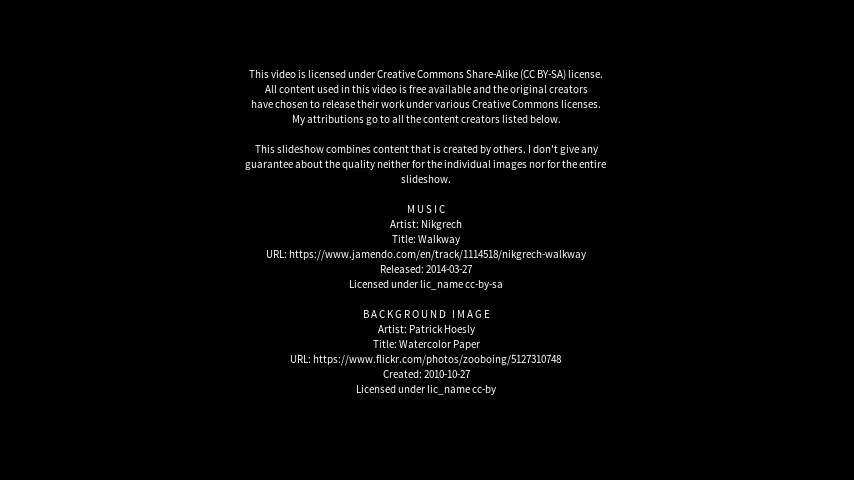 This video is licensed under Creative Commons Share-Alike (CC BY-SA) license.
All content used in this video is free available and the original creators
have chosen to release their work under various Creative Commons licenses.
My attributions go to all the content creators listed below.
This slideshow combines content that is created by others. I don't give any
guarantee about the quality neither for the individual images nor for the entire
slideshow.
MUSIC
Artist: Nikgrech
Title: Walkway
URL: https://www.jamendo.com/en/track/1114518/nikgrech-walkway
Released: 2014-03-27
Licensed under lic_name cc-by-sa
BACKGROUND IMAGE
Artist: Patrick Hoesly
Title: Watercolor Paper
URL: https://www.flickr.com/photos/zooboing/5127310748
Created: 2010-10-27
Licensed under lic_name cc-by